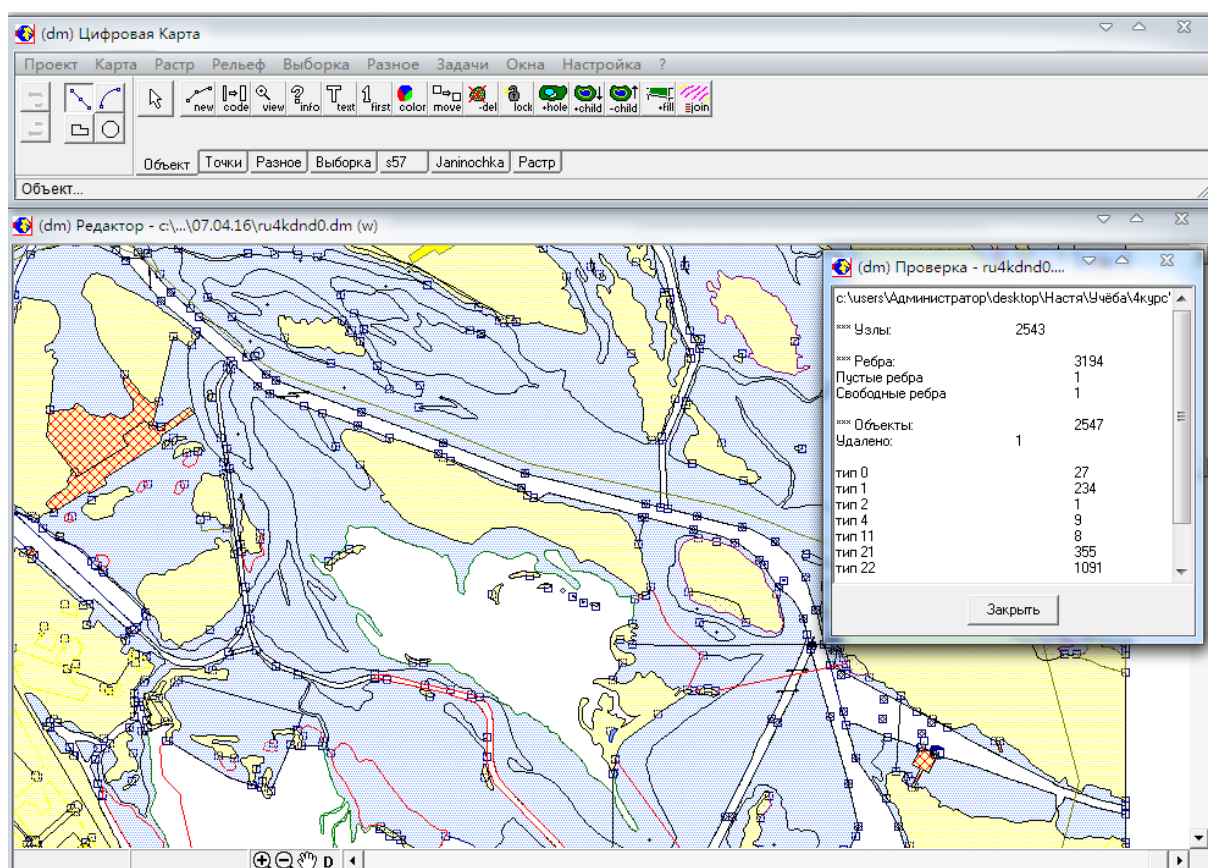 (dm) Цифровая Карта
Проект Карта Растр Рельеф Выборка Разное Задачи Окна Настройка ?
new code view info text first color move -del lock +hole +child -child +fill join
Объект Точки Разное Выборка s57 Janinochka Растр
Объект...
(dm) Редактор - c:\...\07.04.16\ru4kdnd0.dm (w)
(dm) Проверка - ru4kdnd0....
c:\users\Администратор\desktop\Настя\Учёба\4курс'
*** Узлы: 2543
*** Ребра: 3194
Пустые ребра 1
Свободные ребра 1
*** Объекты: 2547
Удалено: 1
тип 0 27
тип 1 234
тип 2 1
тип 4 9
тип 11 8
тип 21 355
тип 22 1091
Закрыть
D